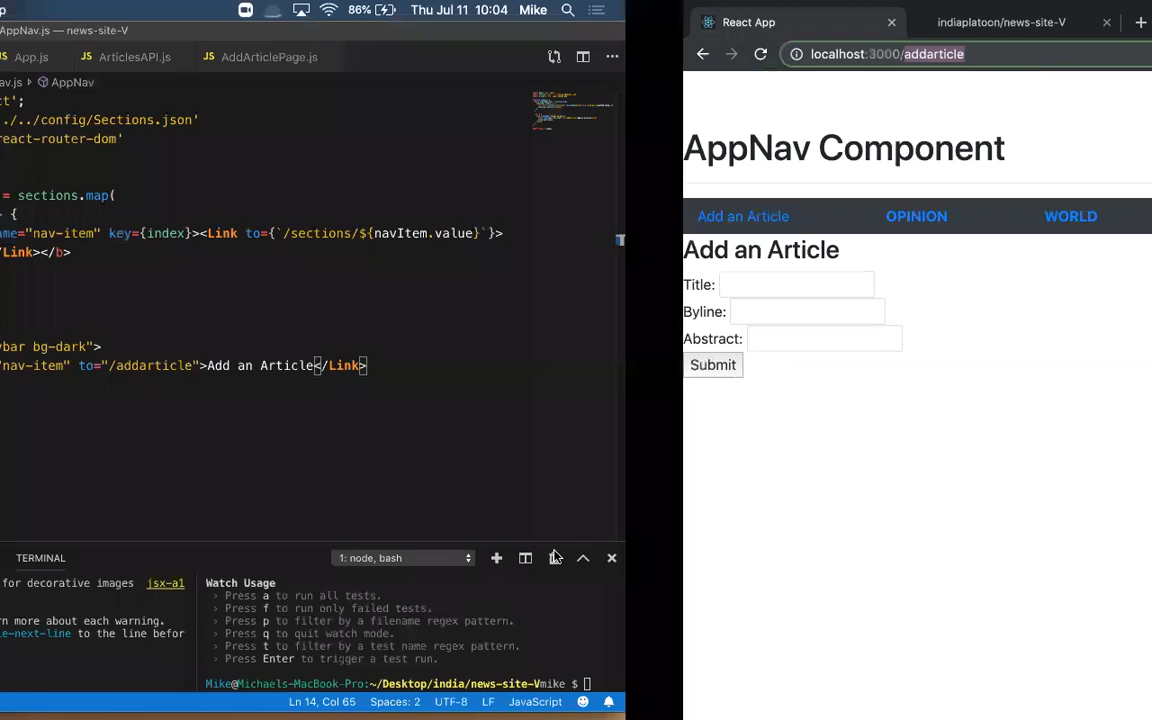 p
86%
Thu Jul 11 10:04
Mike
AppNav.js — news-site-V
App.js
ArticlesAPI.js
AddArticlePage.js
av.js > AppNav
ct';
./../config/Sections.json'
react-router-dom'
= sections.map(
> {
ame="nav-item" key={index}><Link to={`/sections/${navItem.value}`}>
/Link></b>
vbar bg-dark">
"nav-item" to="/addarticle">Add an Article</Link>
TERMINAL
1: node, bash
for decorative images jsx-a1
rn more about each warning.
e-next-line to the line befor
Watch Usage
› Press a to run all tests.
› Press f to run only failed tests.
› Press p to filter by a filename regex pattern.
› Press q to quit watch mode.
› Press t to filter by a test name regex pattern.
› Press Enter to trigger a test run.
Mike@Michaels-MacBook-Pro:~/Desktop/india/news-site-Vmike $
Ln 14, Col 65
Spaces: 2
UTF-8
LF
JavaScript
React App
indiaplatoon/news-site-V
localhost:3000/addarticle
AppNav Component
Add an Article
OPINION
WORLD
Add an Article
Title:
Byline:
Abstract:
Submit